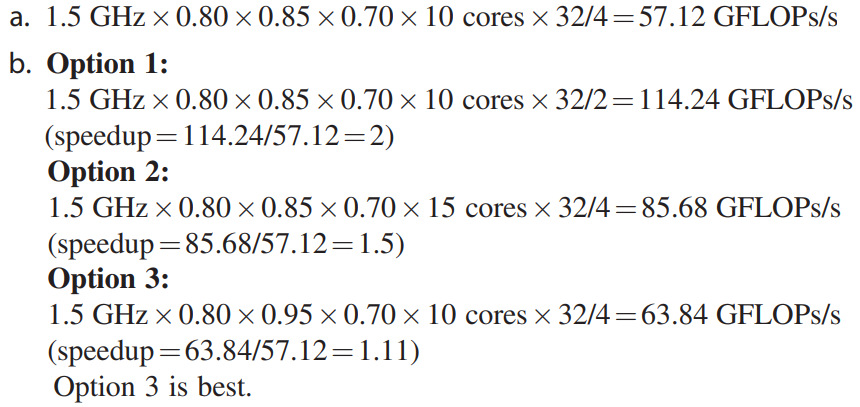 a. 1.5 GHz × 0.80 × 0.85 × 0.70 × 10 cores × 32/4 = 57.12 GFLOPs/s
b. Option 1:
1.5 GHz × 0.80 × 0.85 × 0.70 × 10 cores × 32/2 = 114.24 GFLOPs/s
(speedup = 114.24/57.12 = 2)
Option 2:
1.5 GHz × 0.80 × 0.85 × 0.70 × 15 cores × 32/4 = 85.68 GFLOPs/s
(speedup = 85.68/57.12 = 1.5)
Option 3:
1.5 GHz × 0.80 × 0.95 × 0.70 × 10 cores × 32/4 = 63.84 GFLOPs/s
(speedup = 63.84/57.12 = 1.11)
Option 3 is best.